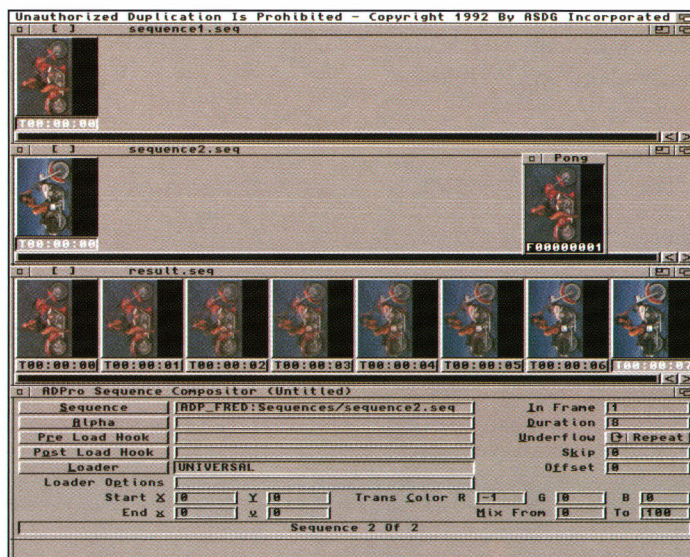 Unauthorized Duplication Is Prohibited - Copyright 1992 By ASDG Incorporated
[ ] sequence1.seq
T00:00:00
[ ] sequence2.seq
Pong
T00:00:00
F00000001
[ ] result.seq
T00:00:00 T00:00:01 T00:00:02 T00:00:03 T00:00:04 T00:00:05 T00:00:06 T00:00:07
ADPro Sequence Compositor (Untitled)
Sequence ADP_FRED:Sequences/sequence2.seq In Frame 1
Alpha Duration 8
Pre Load Hook Underflow Repeat
Post Load Hook Skip 0
Loader UNIVERSAL Offset 0
Loader Options
Start X 0 Y 0 Trans Color R -1 G 0 B 0
End x 0 y 0 Mix From 0 To 100
Sequence 2 Of 2